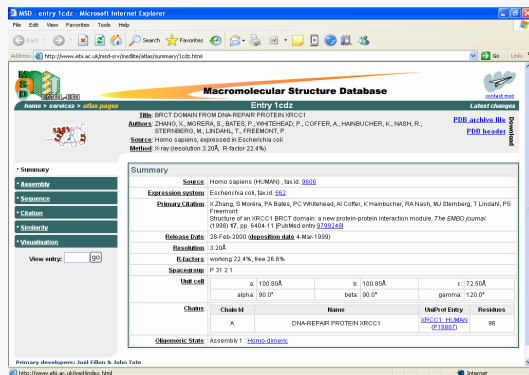 MSD - entry 1cdz - Microsoft Internet Explorer
File Edit View Favorites Tools Help
Back Search Favorites
Address http://www.ebi.ac.uk/msd-srv/msdlite/atlas/summary/1cdz.html Go Links
MSD EMBL-EBI
Macromolecular Structure Database
contact msd
home > services > atlas pages Entry 1cdz Latest changes
Title: BRCT DOMAIN FROM DNA-REPAIR PROTEIN XRCC1
Authors: ZHANG, X., MORERA, S., BATES, P., WHITEHEAD, P., COFFER, A., HAINBUCHER, K., NASH, R.,
STERNBERG, M., LINDAHL, T., FREEMONT, P.
Source: Homo sapiens, expressed in Escherichia coli
Method: X-ray (resolution 3.20Å, R-factor 22.4%)
PDB archive file
PDB header
Download
• Summary
• Assembly
• Sequence
• Citation
• Similarity
• Visualisation
View entry: go
Summary
Source: Homo sapiens (HUMAN), tax.id. 9606
Expression system: Escherichia coli, tax.id. 562
Primary Citation: X Zhang, S Moréra, PA Bates, PC Whitehead, AI Coffer, K Hainbucher, RA Nash, MJ Sternberg, T Lindahl, PS
Freemont
Structure of an XRCC1 BRCT domain: a new protein-protein interaction module. The EMBO journal
(1998) 17, pp. 6404-11 [PubMed entry 9799248]
Release Date: 28-Feb-2000 (deposition date 4-Mar-1999)
Resolution: 3.20Å
R-factors: working 22.4%, free 26.6%
Spacegroup: P 31 2 1
Unit cell: a: 100.80Å b: 100.80Å c: 72.50Å
alpha: 90.0° beta: 90.0° gamma: 120.0°
Chains: Chain Id Name UniProt Entry Residues
A DNA-REPAIR PROTEIN XRCC1 XRCC1_HUMAN (P18887) 96
Oligomeric State: Assembly 1 : Homo-dimeric
Primary developers: Joël Fillon & John Tate
http://www.ebi.ac.uk/msd/index.html Internet